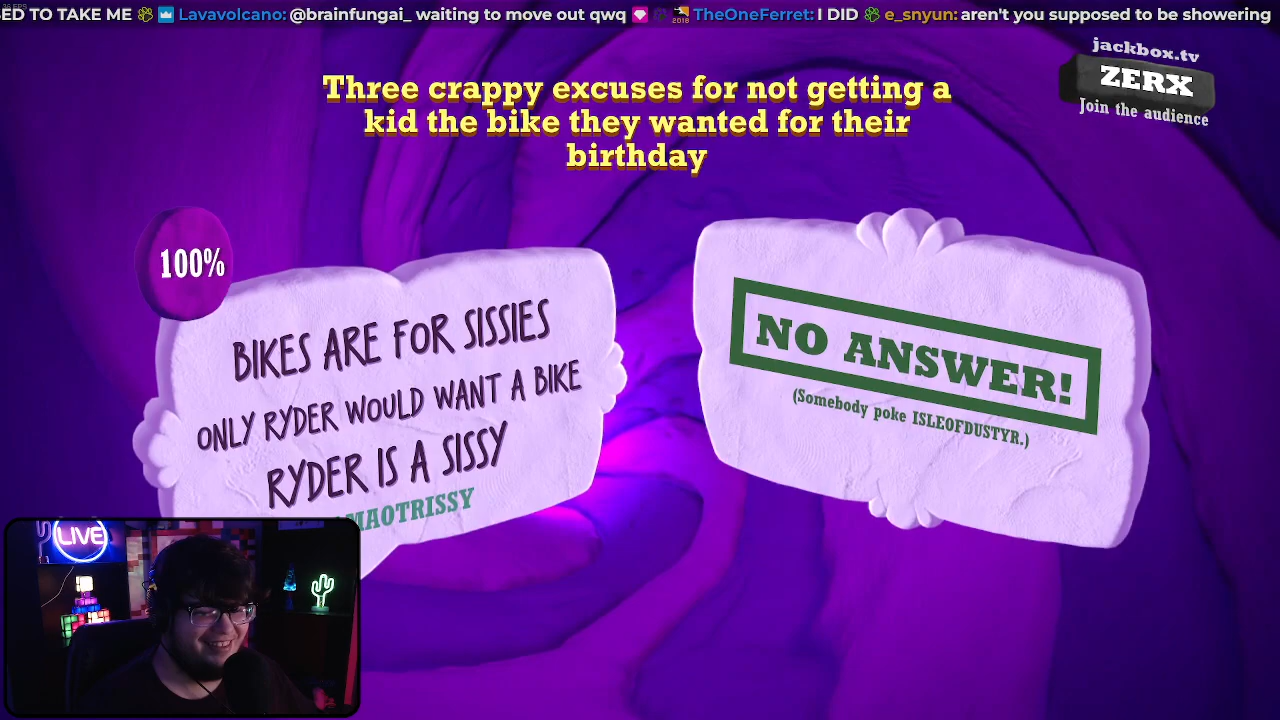 SED TO TAKE ME Lavavolcano: @brainfungai_ waiting to move out qwq 2018 TheOneFerret: I DID e_snyun: aren't you supposed to be showering
jackbox.tv
ZERX
Join the audience
Three crappy excuses for not getting a
kid the bike they wanted for their
birthday
100%
BIKES ARE FOR SISSIES
ONLY RYDER WOULD WANT A BIKE
RYDER IS A SISSY
MAOTRISSY
NO ANSWER!
(Somebody poke ISLEOFDUSTYR.)
LIVE